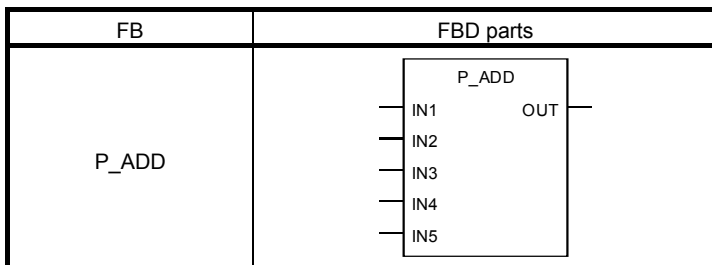 FB FBD parts
P_ADD
P_ADD
IN1 OUT
IN2
IN3
IN4
IN5